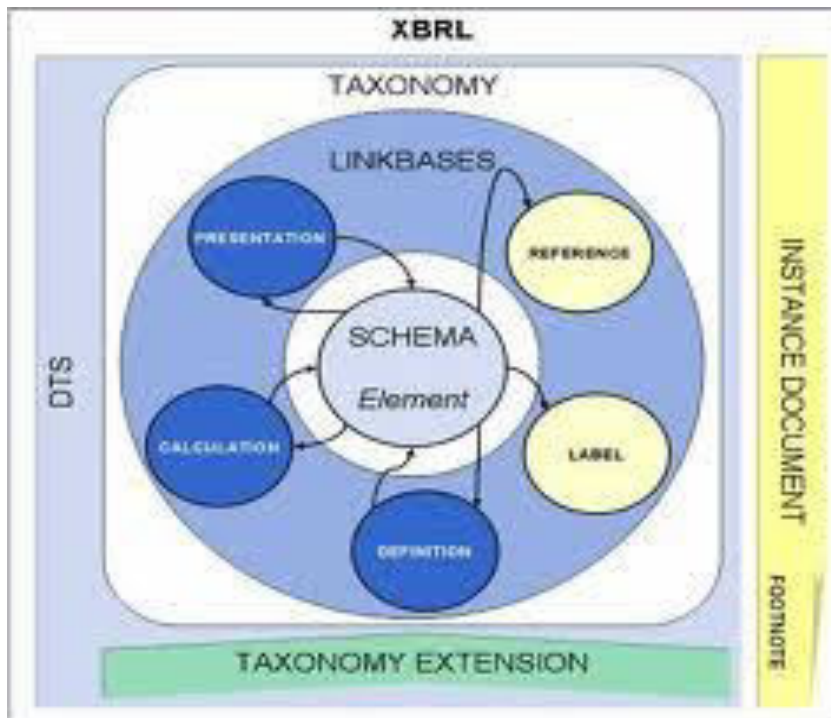 XBRL
TAXONOMY
LINKBASES
PRESENTATION
REFERENCE
SCHEMA
Element
CALCULATION
LABEL
DEFINITION
DTS
INSTANCE DOCUMENT
FOOTNOTE
TAXONOMY EXTENSION